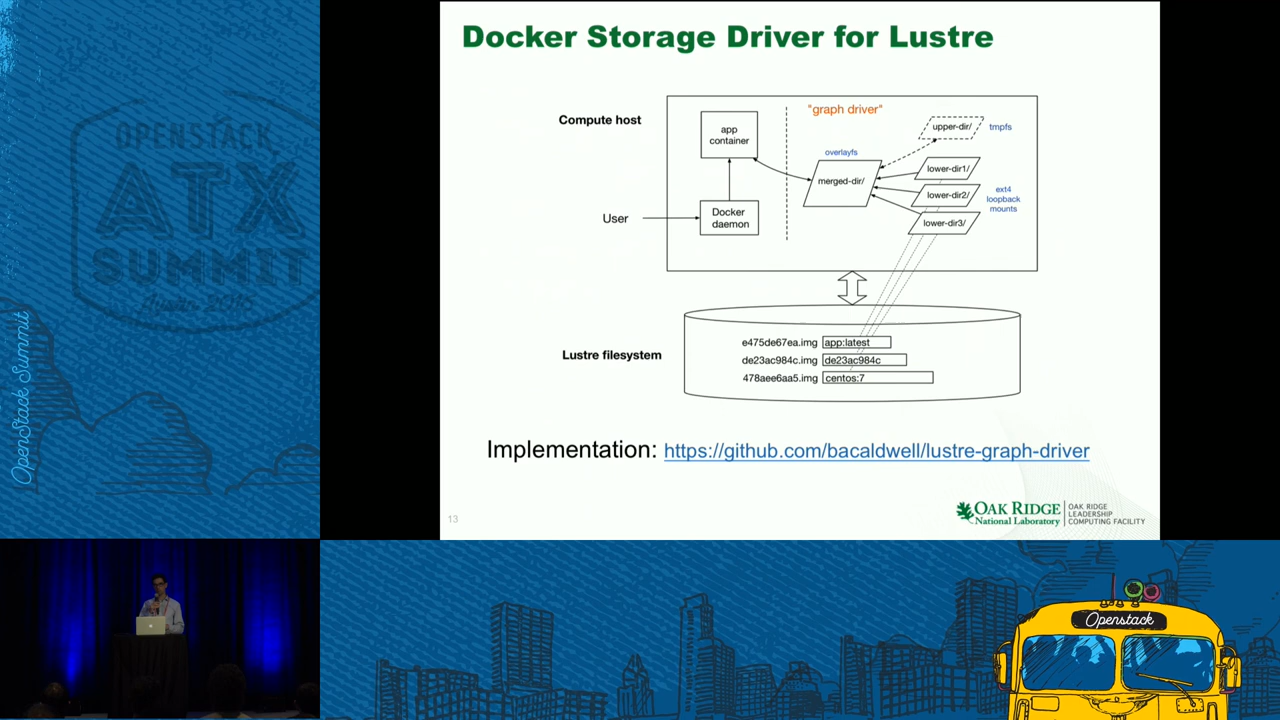 Docker Storage Driver for Lustre
Compute host
"graph driver"
app
container
upper-dir/
tmpfs
overlayfs
merged-dir/
lower-dir1/
lower-dir2/
lower-dir3/
ext4
loopback
mounts
User
Docker
daemon
Lustre filesystem
e475de67ea.img
app:latest
de23ac984c.img
de23ac984c
478aee6aa5.img
centos:7
Implementation: https://github.com/bacaldwell/lustre-graph-driver
13
OAK RIDGE
National Laboratory
OAK RIDGE
LEADERSHIP
COMPUTING FACILITY
OPENSTACK
ATX
SUMMIT
OpenStack Summit
Openstack